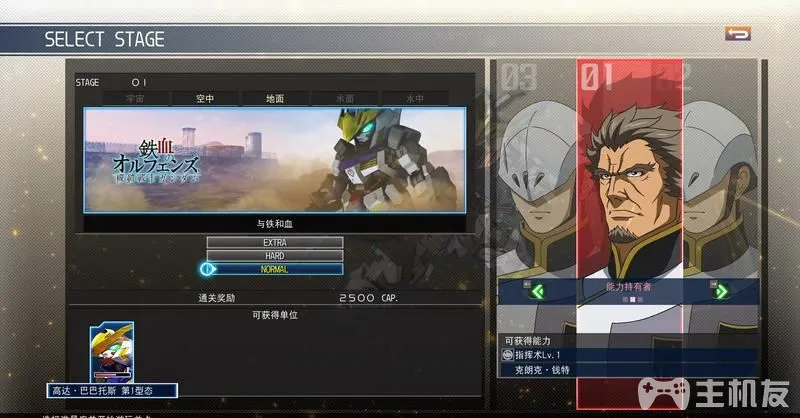 SELECT STAGE
STAGE 01
宇宙 空中 地面 水面 水中
鉄血の
オルフェンズ
機動戦士ガンダム
与铁和血
EXTRA
HARD
NORMAL
通关奖励 2500 CAP.
可获得单位
高达·巴巴托斯 第1型态
03 01 02
能力持有者
可获得能力
指挥术Lv.1
克朗克·钱特
主机友